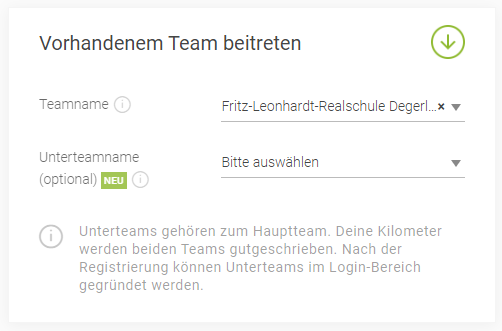 Vorhandenem Team beitreten
Teamname
Fritz-Leonhardt-Realschule Degerl...×
Unterteamname
(optional) NEU
Bitte auswählen
Unterteams gehören zum Hauptteam. Deine Kilometer
werden beiden Teams gutgeschrieben. Nach der
Registrierung können Unterteams im Login-Bereich
gegründet werden.